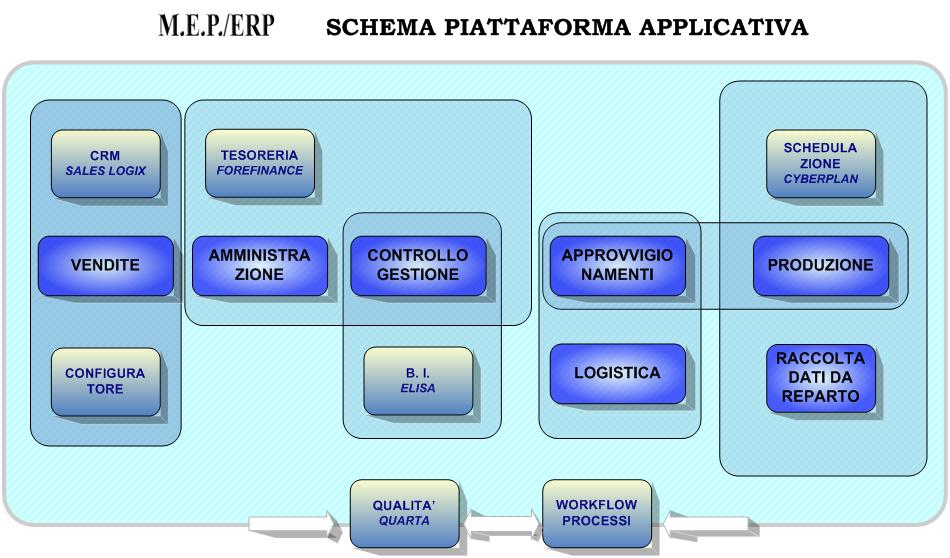 M.E.P./ERP SCHEMA PIATTAFORMA APPLICATIVA
CRM
SALES LOGIX
TESORERIA
FOREFINANCE
SCHEDULA
ZIONE
CYBERPLAN
VENDITE
AMMINISTRA
ZIONE
CONTROLLO
GESTIONE
APPROVVIGIO
NAMENTI
PRODUZIONE
CONFIGURA
TORE
B. I.
ELISA
LOGISTICA
RACCOLTA
DATI DA
REPARTO
QUALITA'
QUARTA
WORKFLOW
PROCESSI